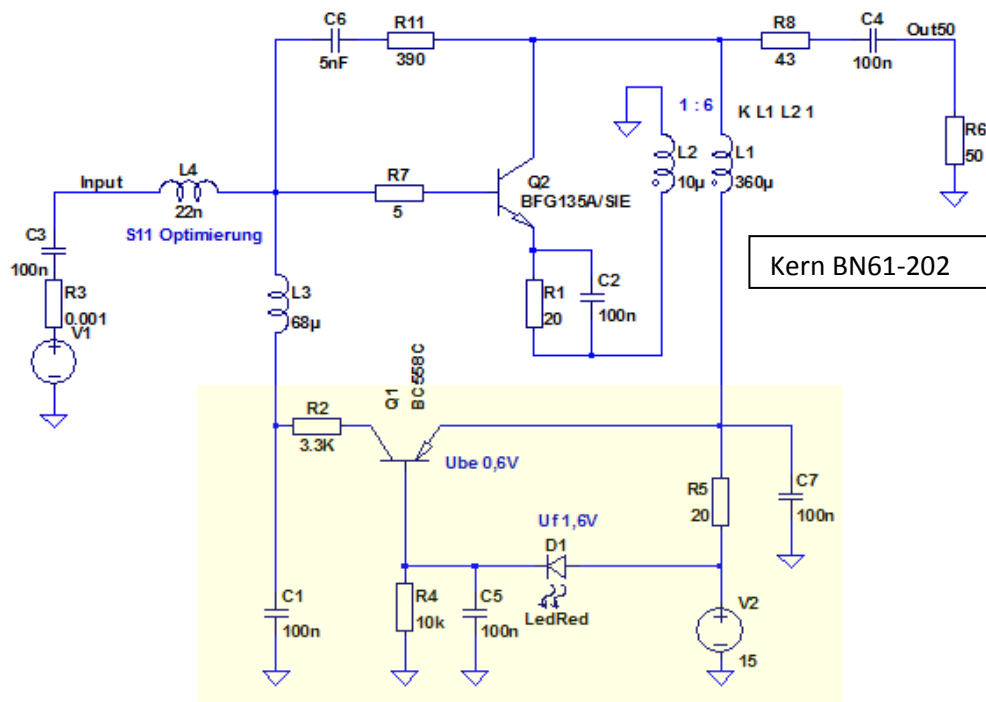 C6
5nF
R11
390
R8
43
C4
100n
Out50
R6
50
1 : 6
K L1 L2 1
L2
10µ
L1
360µ
Input
L4
22n
S11 Optimierung
R7
5
Q2
BFG135A/SIE
C3
100n
R3
0.001
V1
L3
68µ
R1
20
C2
100n
Kern BN61-202
Q1
BC558C
R2
3.3K
Ube 0,6V
R5
20
C7
100n
Uf 1,6V
D1
LedRed
C1
100n
R4
10k
C5
100n
V2
15